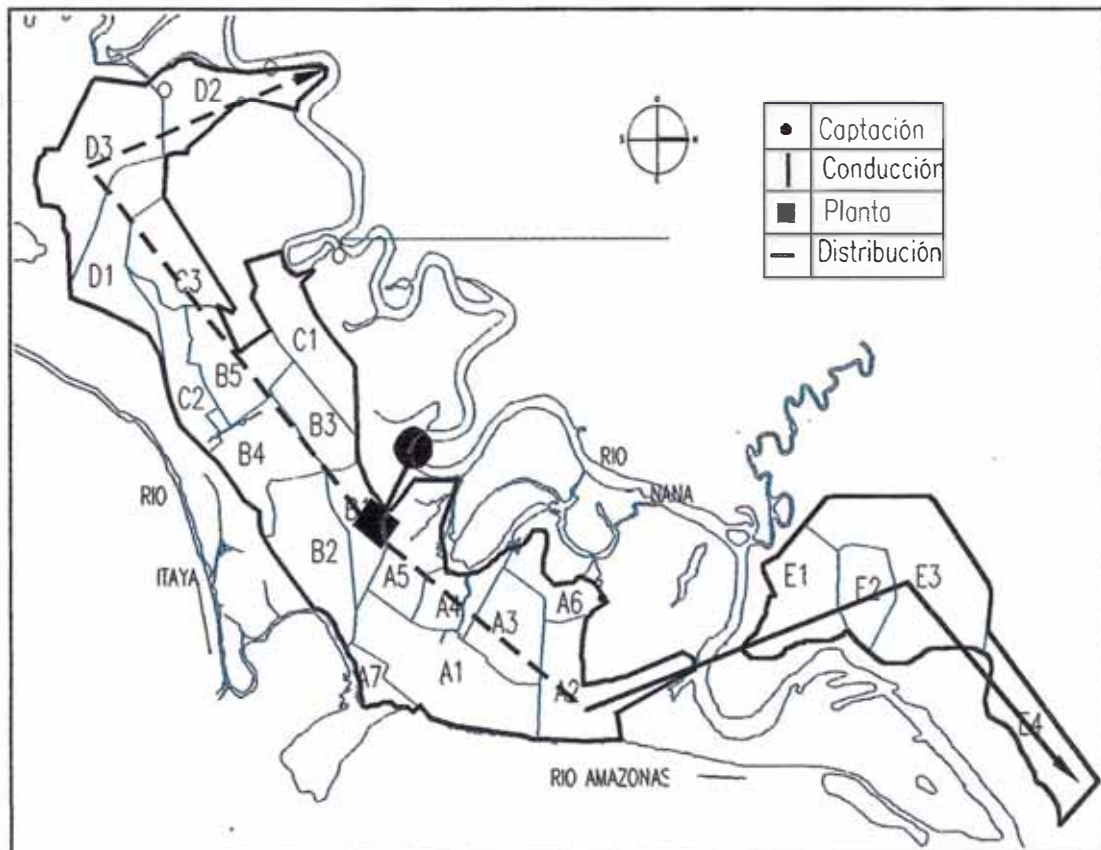 D2
D3
D1
C3
C1
B5
C2
B3
B4
B2
A5
A4
A3
A6
A1
A2
A7
E1
E2
E3
E4
RIO
ITAYA
RIO
NANA
RIO AMAZONAS
Captación
Conducción
Planta
Distribución